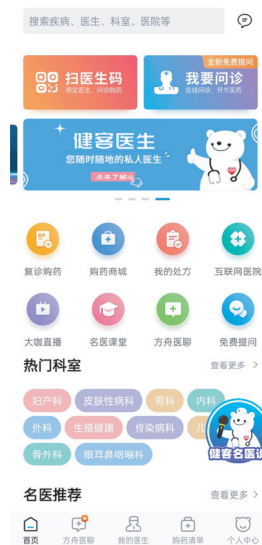 搜索疾病、医生、科室、医院等
扫医生码
绑定医生、问诊购药
全新免费提问
我要问诊
在线问诊、开方买药
健客医生
您随时随地的私人医生
点击了解
复诊购药 购药商城 我的处方 互联网医院
大咖直播 名医课堂 方舟医聊 免费提问
热门科室 查看更多 >
妇产科 皮肤性病科 男科 内科
外科 生殖健康 传染病科 儿
骨外科 眼耳鼻咽喉科
健客名医说
名医推荐 查看更多 >
首页 方舟医聊 我的医生 购药清单 个人中心